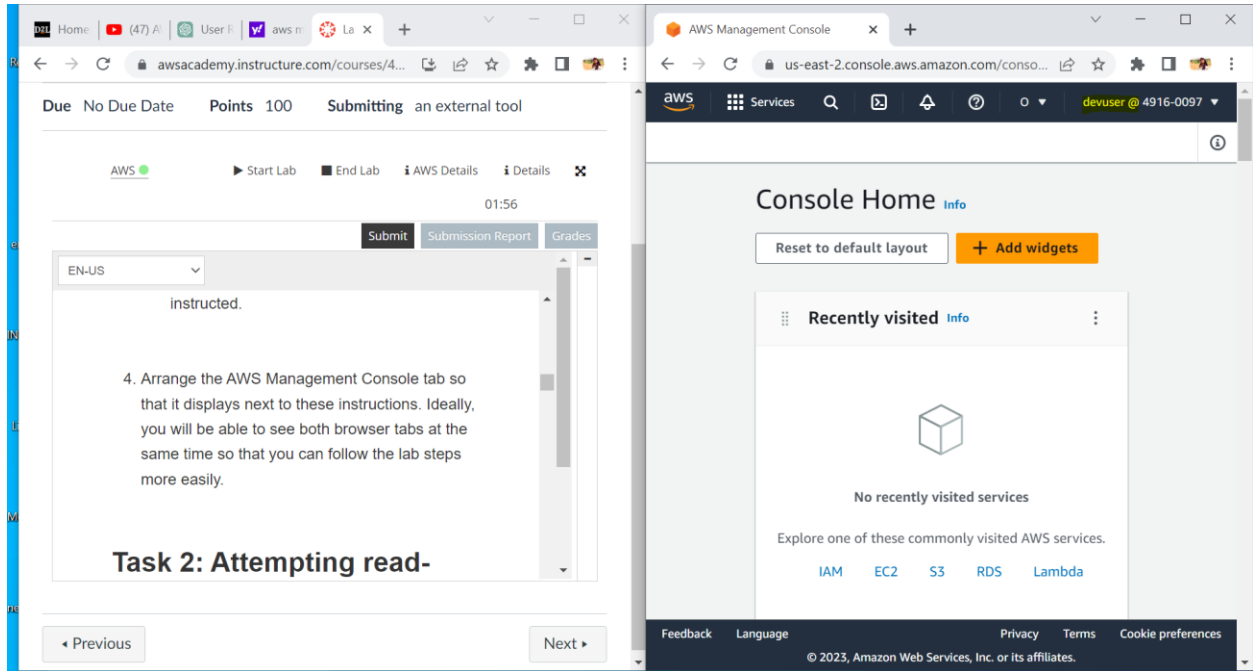 D2L Home
(47) A
User R
aws m
La
awsacademy.instructure.com/courses/4...
Due No Due Date Points 100 Submitting an external tool
AWS Start Lab End Lab i AWS Details i Details
01:56
Submit Submission Report Grades
EN-US
instructed.
4. Arrange the AWS Management Console tab so
that it displays next to these instructions. Ideally,
you will be able to see both browser tabs at the
same time so that you can follow the lab steps
more easily.
Task 2: Attempting read-
Previous Next
AWS Management Console
us-east-2.console.aws.amazon.com/conso...
aws Services O devuser @ 4916-0097
Console Home Info
Reset to default layout + Add widgets
Recently visited Info
No recently visited services
Explore one of these commonly visited AWS services.
IAM EC2 S3 RDS Lambda
Feedback Language Privacy Terms Cookie preferences
© 2023, Amazon Web Services, Inc. or its affiliates.